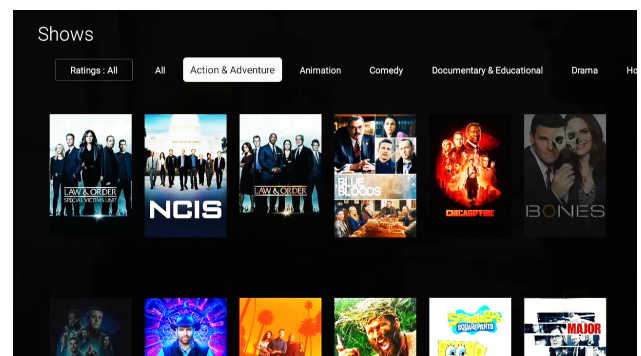 Shows
Ratings : All
All
Action & Adventure
Animation
Comedy
Documentary & Educational
Drama
Ho
LAW & ORDER
SPECIAL VICTIMS UNIT
NCIS
LAW & ORDER
BLUE
BLOODS
CHICAGO FIRE
BONES
SpongeBob
SQUAREPANTS
MAJOR